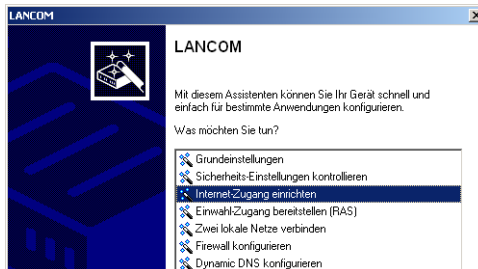 LANCOM
LANCOM
Mit diesem Assistenten können Sie Ihr Gerät schnell und
einfach für bestimmte Anwendungen konfigurieren.
Was möchten Sie tun?
Grundeinstellungen
Sicherheits-Einstellungen kontrollieren
Internet-Zugang einrichten
Einwahl-Zugang bereitstellen (RAS)
Zwei lokale Netze verbinden
Firewall konfigurieren
Dynamic DNS konfigurieren